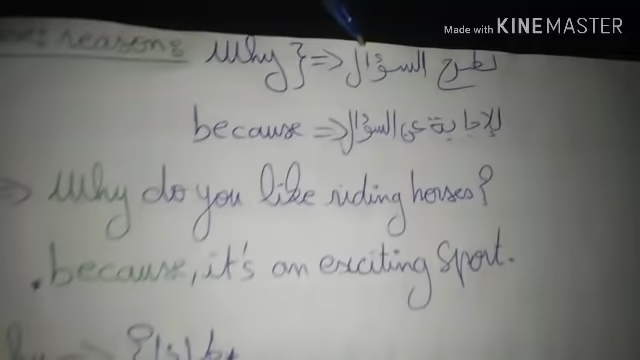 Made with KINEMASTER
reason: Why } => لطرح السؤال
because => للإجابة عن السؤال
=> Why do you like riding horses?
. because, it's an exciting sport.